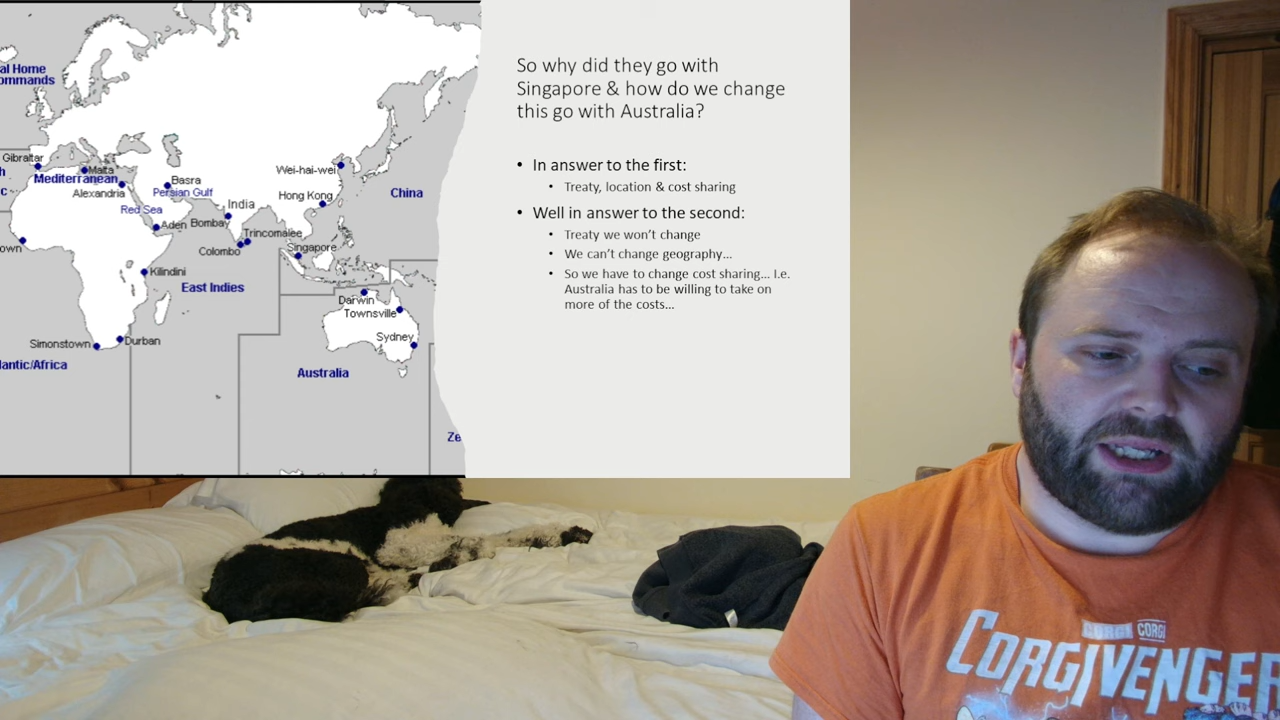 al Home
ommands
Gibraltar
Malta
Mediterranean
Alexandria
Basra
Persian Gulf
Red Sea
Aden
India
Bombay
Trincomalee
Colombo
Wei-hai-wei
Hong Kong
China
Singapore
own
Kilindini
East Indies
Darwin
Townsville
Sydney
Simonstown
Durban
lantic/Africa
Australia
Ze
So why did they go with
Singapore & how do we change
this go with Australia?
• In answer to the first:
• Treaty, location & cost sharing
• Well in answer to the second:
• Treaty we won't change
• We can't change geography...
• So we have to change cost sharing... I.e.
Australia has to be willing to take on
more of the costs...
CORGI CORGI
CORGIVENGER